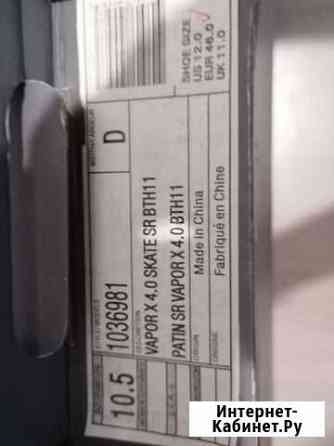 10.5
1036981
D
VAPOR X 4.0 SKATE SR BTH11
PATIN SR VAPOR X 4.0 BTH11
Made in China
Fabriqué en Chine
SHOE SIZE
US 12.0
EUR 46.0
UK 11.0
Интернет-
Кабинет.Ру